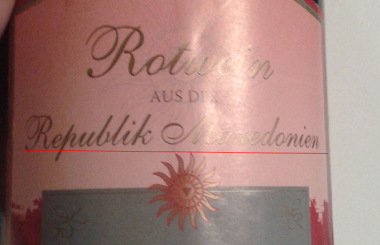 Rotwein
AUS DER
Republik Mazedonien